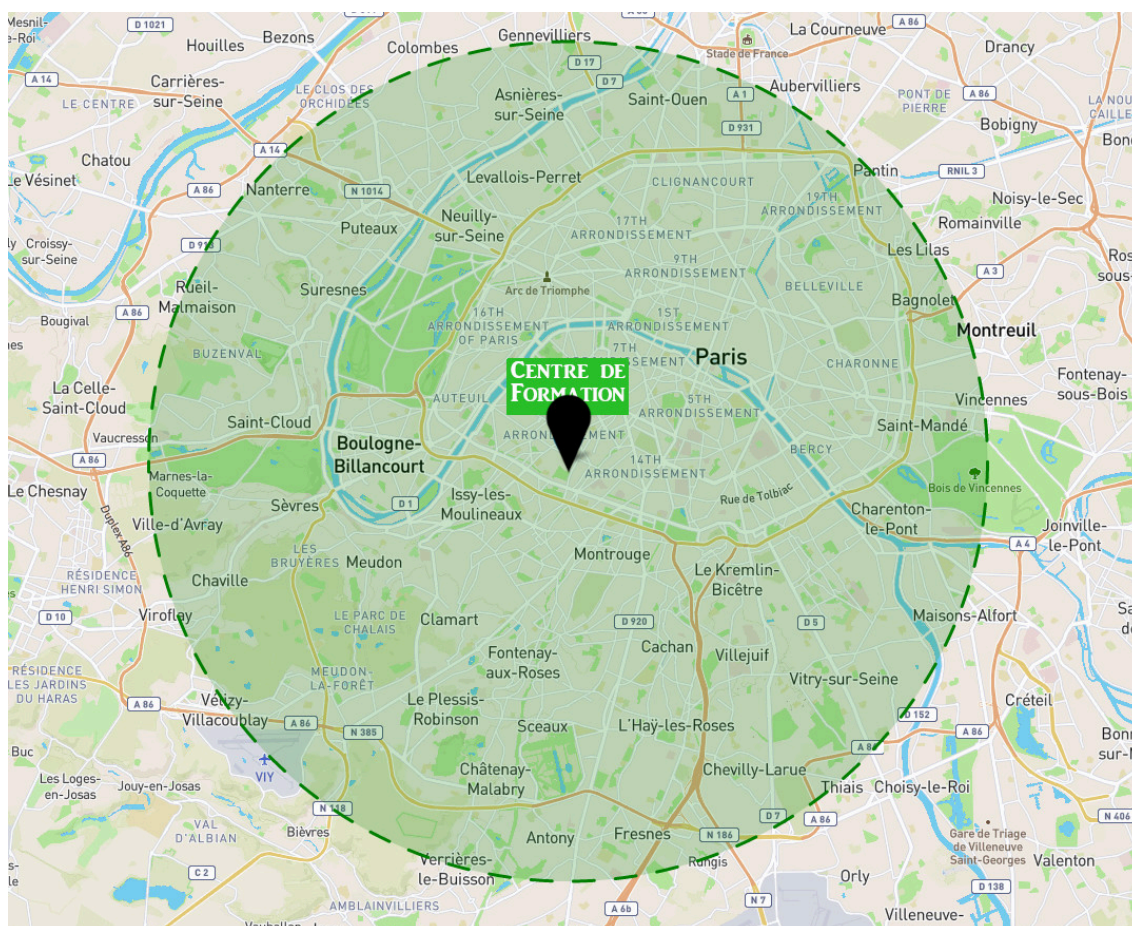 Mesnil-
le-Roi
D 1021
Houilles
Bezons
Colombes
Gennevilliers
A 86
La Courneuve
A 86
Stade de France
Drancy
A 14
Carrières-
sur-Seine
LE CENTRE
LE CLOS DES
ORCHIDÉES
D 17
D 7
Asnières-
sur-Seine
Saint-Ouen
A 1
Aubervilliers
PONT DE
PIERRE
A 86
LA NOU
CAILLE
Bobigny
D 931
Chatou
A 14
Le Vésinet
A 86
Nanterre
N 1014
Levallois-Perret
CLIGNANCOURT
Pantin
RNIL 3
19TH
ARRONDISSEMENT
Noisy-le-Sec
Romainville
Croissy-
sur-Seine
Puteaux
Neuilly-
sur-Seine
17TH
ARRONDISSEMENT
Les Lilas
9TH
ARRONDISSEMENT
A 3
Rueil-
Malmaison
Suresnes
Arc de Triomphe
BELLEVILLE
Bagnolet
Bougival
A 86
16TH
ARRONDISSEMENT
OF PARIS
1ST
ARRONDISSEMENT
Montreuil
BUZENVAL
7TH
Paris
CHARONNE
CENTRE DE
FORMATION
La Celle-
Saint-Cloud
Fontenay-
sous-Bois
AUTEUIL
5TH
ARRONDISSEMENT
Vincennes
Saint-Cloud
Saint-Mandé
Vaucresson
Boulogne-
Billancourt
ARRONDISSEMENT
BERCY
A 86
Marnes-la-
Coquette
14TH
ARRONDISSEMENT
Bois de Vincennes
Le Chesnay
Sèvres
D 1
Issy-les-
Moulineaux
Rue de Tolbiac
Duplex A86
Ville-d'Avray
Charenton-
le-Pont
Joinville-
le-Pont
A 4
LES
BRUYÈRES
Meudon
Montrouge
Le Kremlin-
Bicêtre
RÉSIDENCE
HENRI SIMON
Chaville
D 10
Viroflay
LE PARC DE
CHALAIS
Clamart
D 920
D 5
Maisons-Alfort
Fontenay-
aux-Roses
Cachan
Villejuif
RÉSIDENCE
LES JARDINS
DU HARAS
MEUDON-
LA-FORÊT
Vitry-sur-Seine
A 86
Vélizy-
Villacoublay
Le Plessis-
Robinson
Créteil
A 86
N 385
Sceaux
L'Haÿ-les-Roses
D 152
A 86
Buc
VIY
Les Loges-
en-Josas
Jouy-en-Josas
Châtenay-
Malabry
Chevilly-Larue
Thiais
Choisy-le-Roi
N 118
D 7
A 86
N 406
VAL
D'ALBIAN
Bièvres
Antony
Fresnes
N 186
Gare de Triage
de Villeneuve
Saint-Georges
Valenton
Verrières-
le-Buisson
Rungis
Orly
C 2
D 138
AMBLAINVILLIERS
A 6b
N 7
Villeneuve-